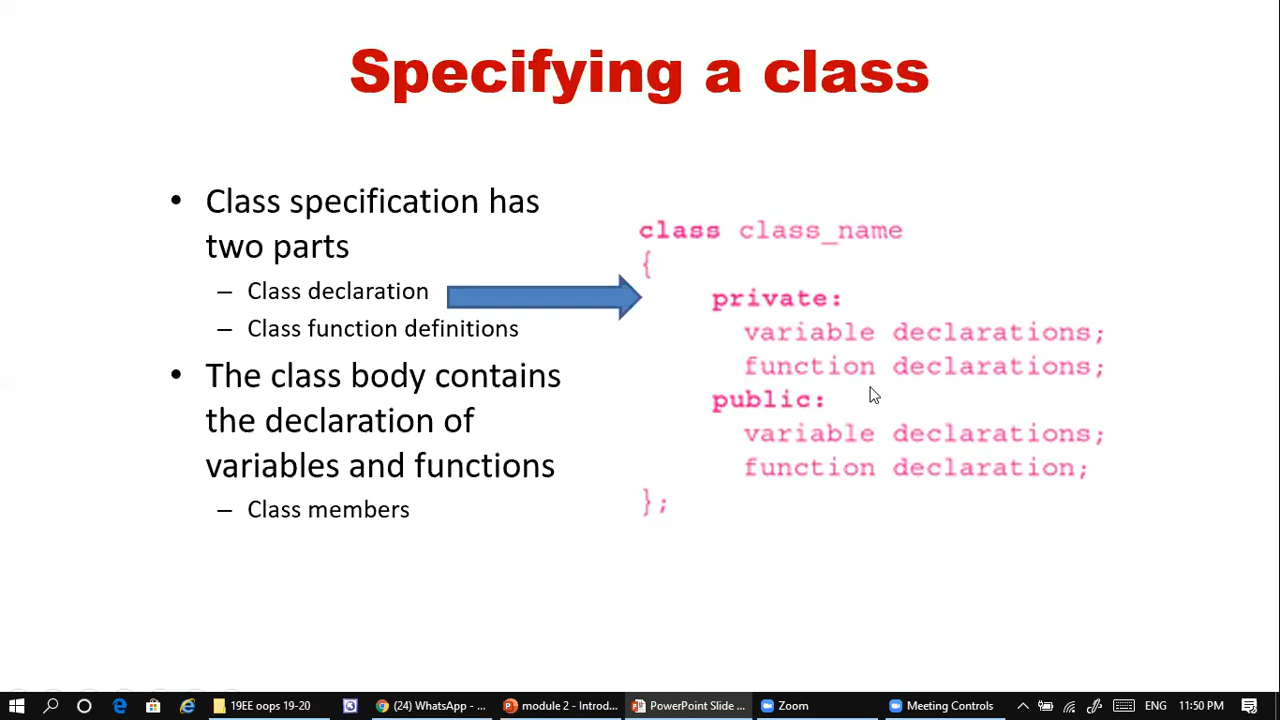 Specifying a class
• Class specification has
two parts
– Class declaration
– Class function definitions
• The class body contains
the declaration of
variables and functions
– Class members
class class_name
{
private:
variable declarations;
function declarations;
public:
variable declarations;
function declaration;
};
19EE oops 19-20
(24) WhatsApp - ...
module 2 - Introd...
PowerPoint Slide ...
Zoom
Meeting Controls
ENG
11:50 PM